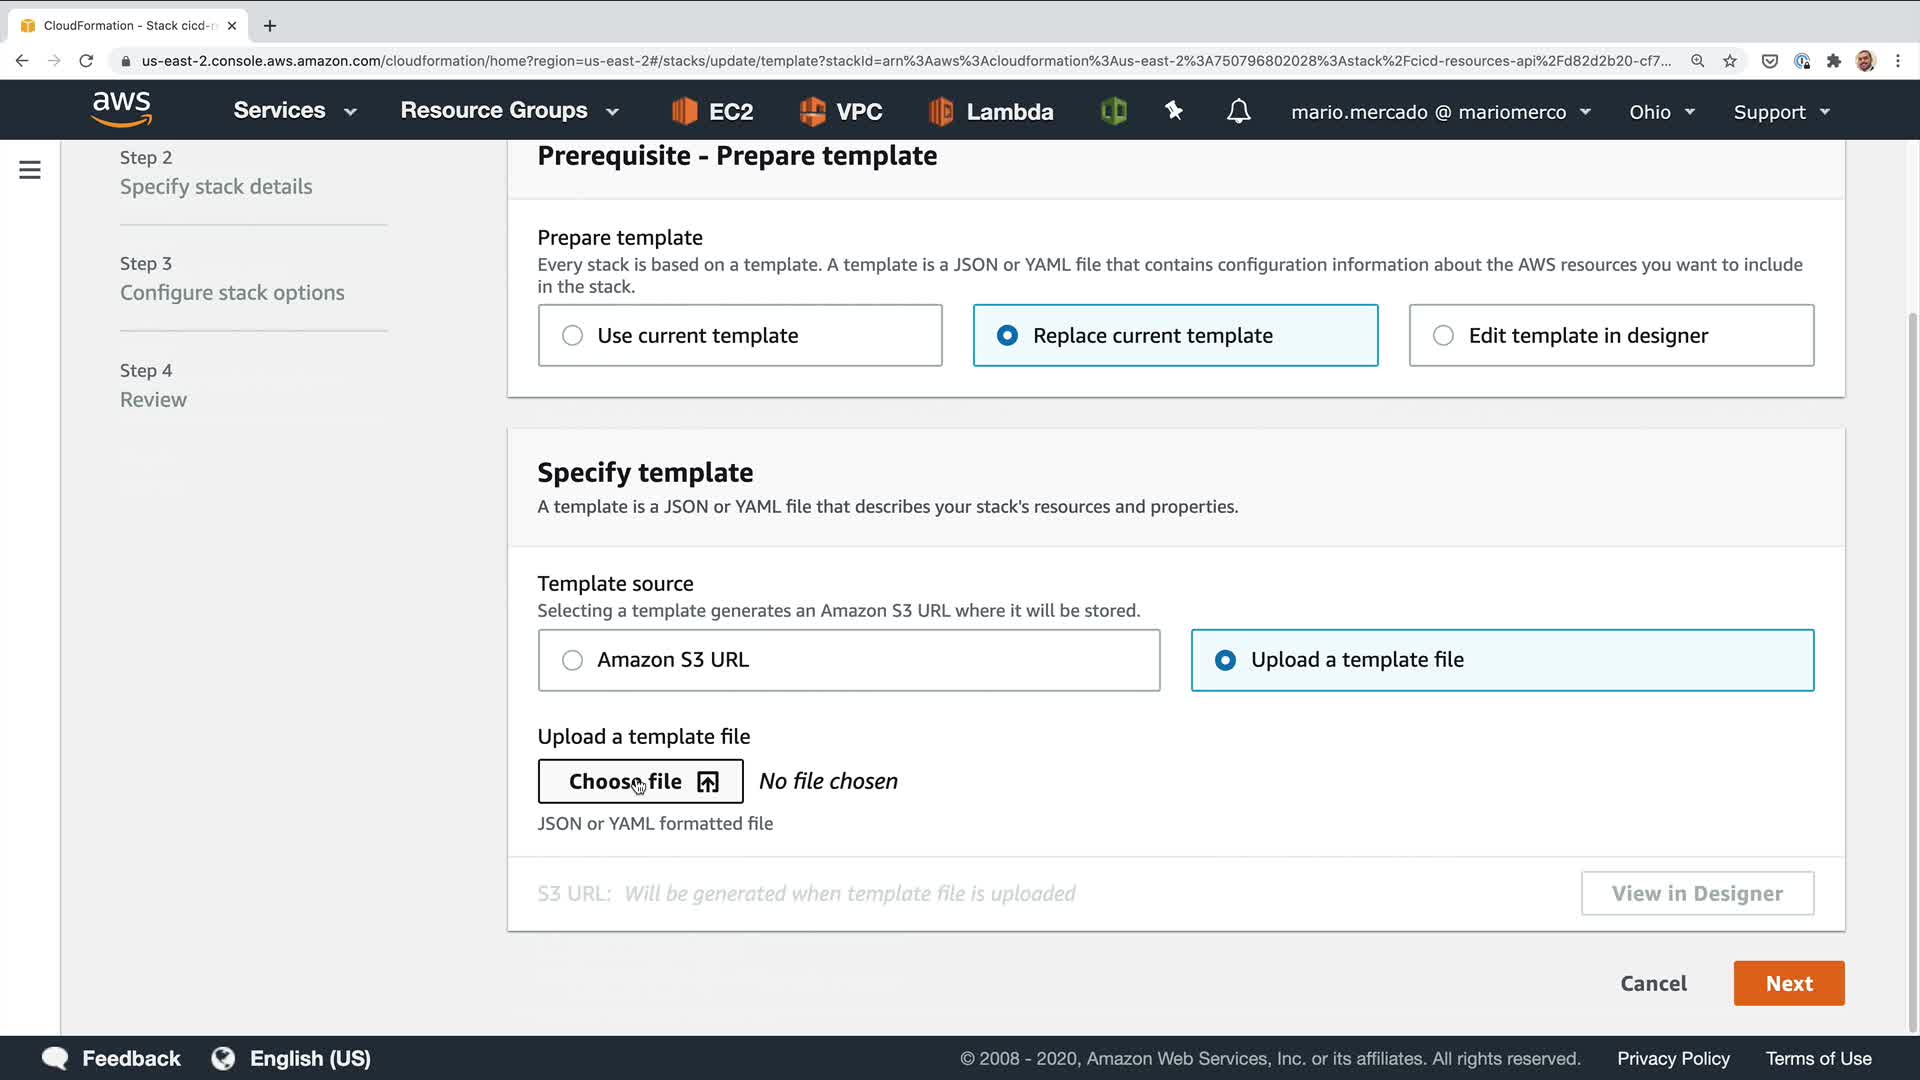 CloudFormation - Stack cicd-r
us-east-2.console.aws.amazon.com/cloudformation/home?region=us-east-2#/stacks/update/template?stackId=arn%3Aaws%3Acloudformation%3Aus-east-2%3A750796802028%3Astack%2Fcicd-resources-api%2Fd82d2b20-cf7...
aws
Services
Resource Groups
EC2
VPC
Lambda
mario.mercado @ mariomerco
Ohio
Support
Step 2
Specify stack details
Step 3
Configure stack options
Step 4
Review
Prerequisite - Prepare template
Prepare template
Every stack is based on a template. A template is a JSON or YAML file that contains configuration information about the AWS resources you want to include
in the stack.
Use current template
Replace current template
Edit template in designer
Specify template
A template is a JSON or YAML file that describes your stack's resources and properties.
Template source
Selecting a template generates an Amazon S3 URL where it will be stored.
Amazon S3 URL
Upload a template file
Upload a template file
Choose file
No file chosen
JSON or YAML formatted file
S3 URL: Will be generated when template file is uploaded
View in Designer
Cancel
Next
Feedback
English (US)
© 2008 - 2020, Amazon Web Services, Inc. or its affiliates. All rights reserved.
Privacy Policy
Terms of Use